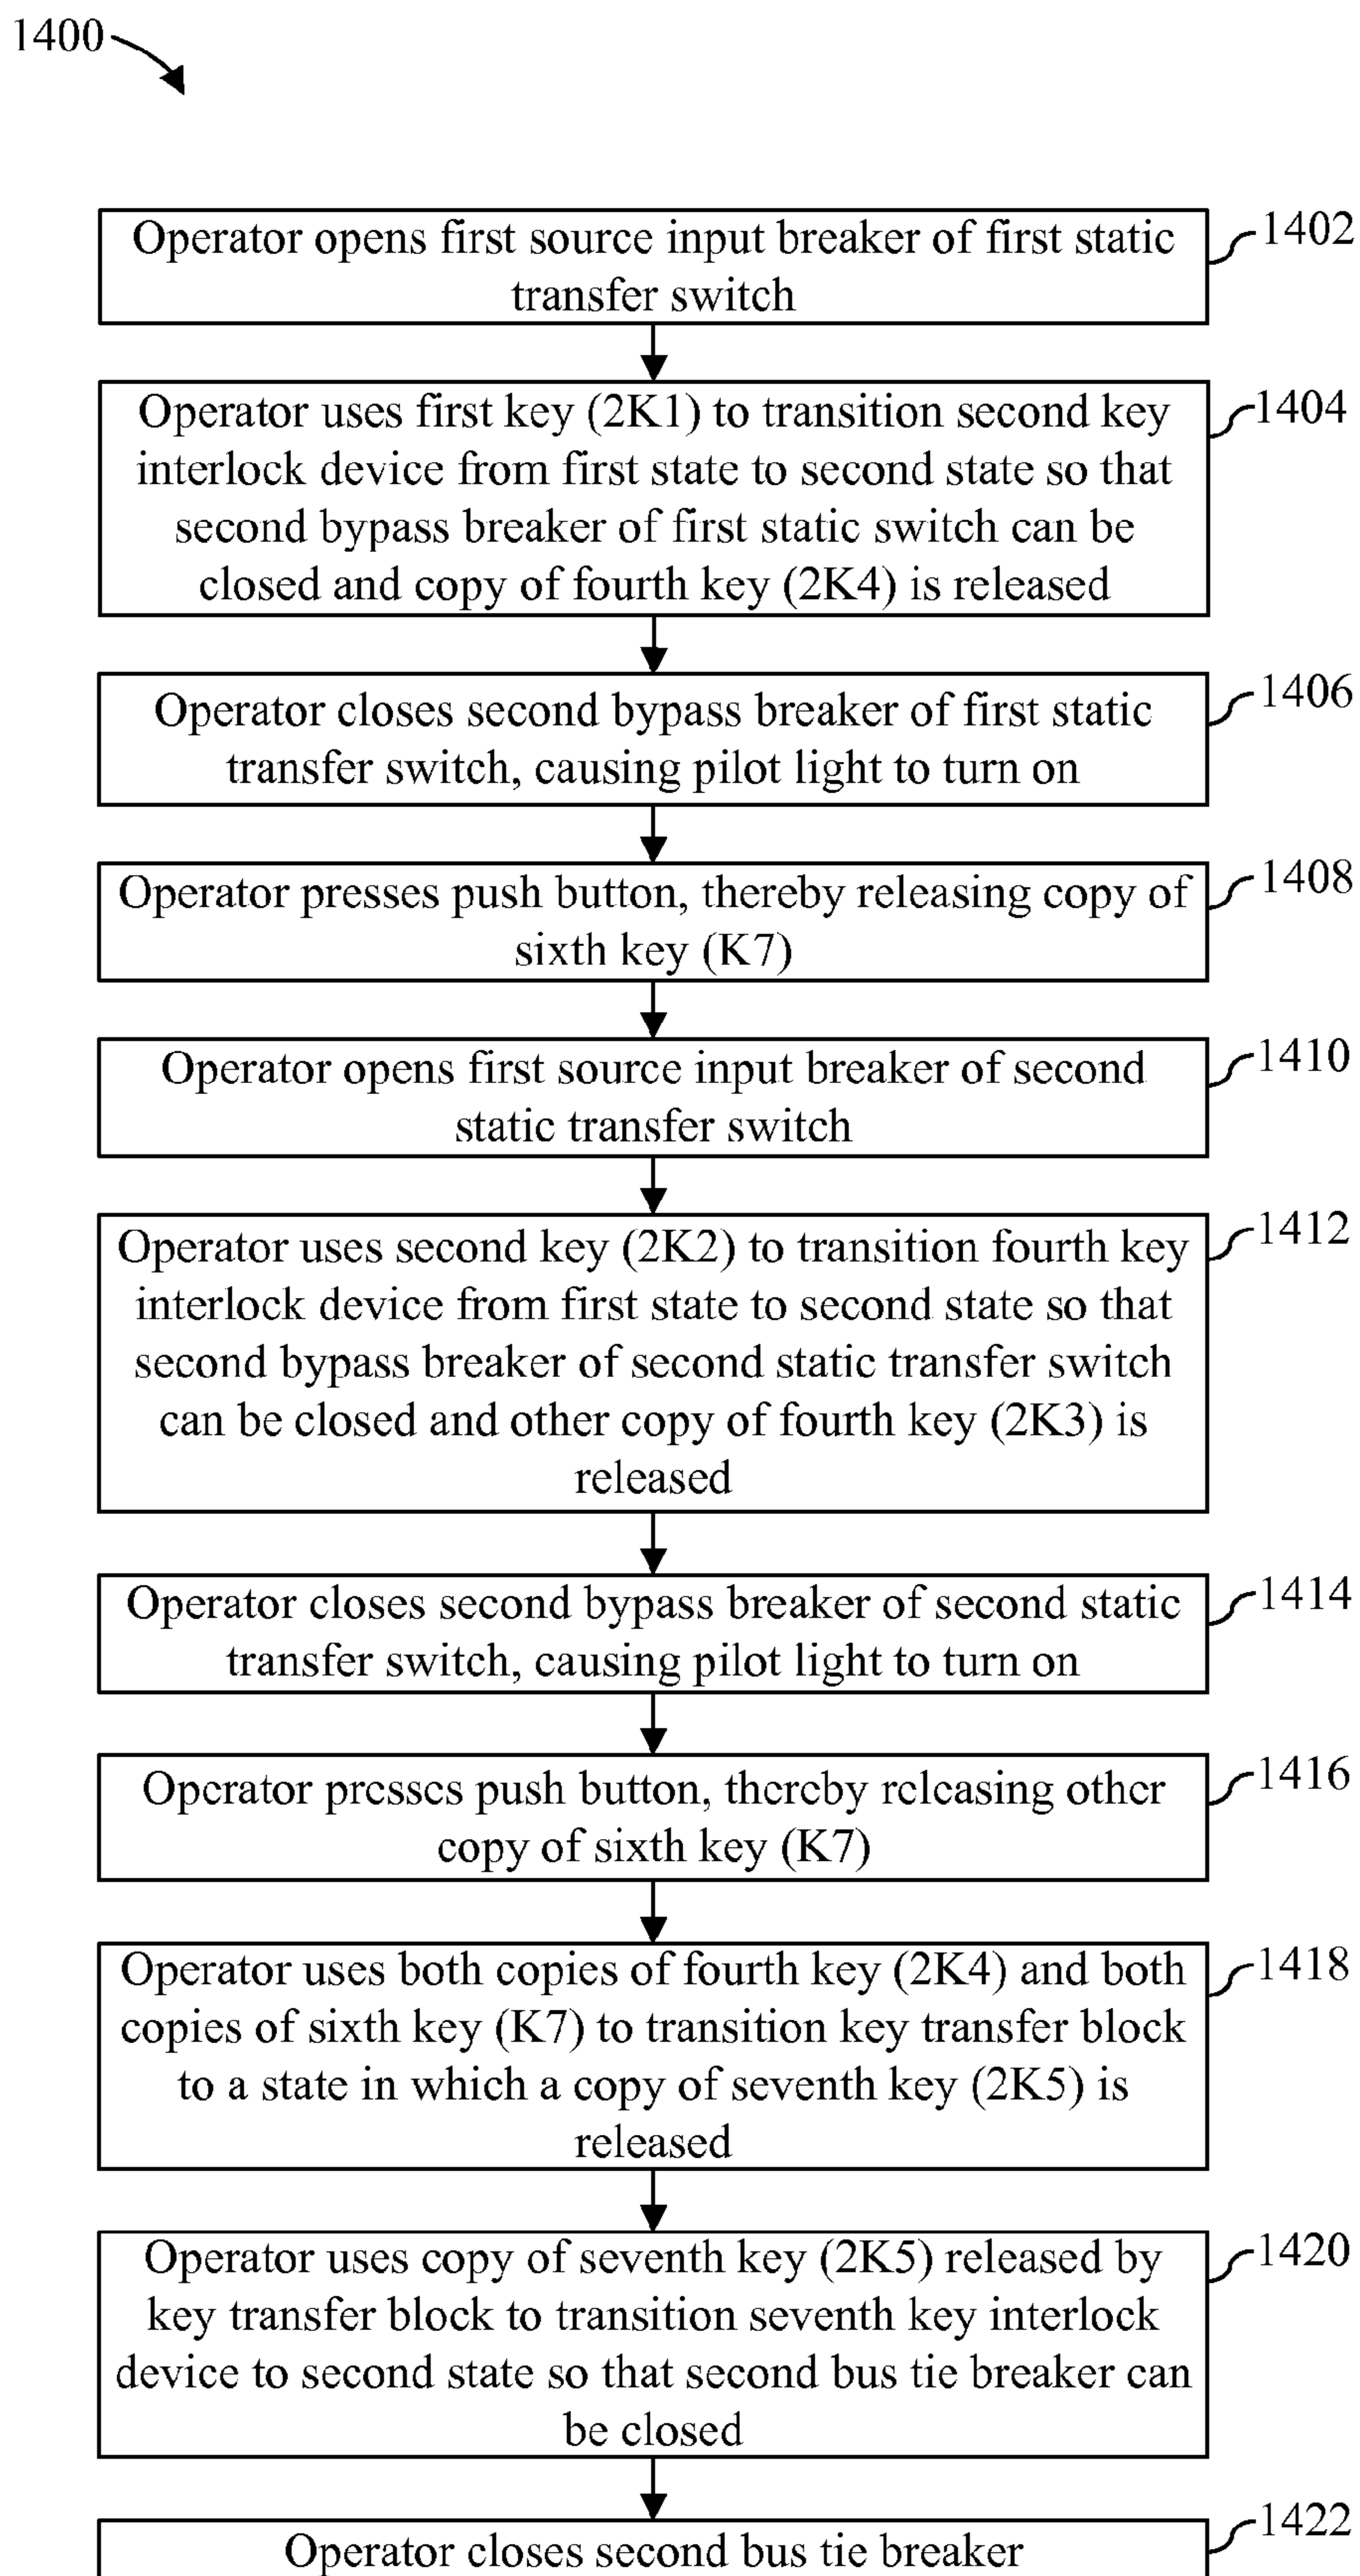 1400
Operator opens first source input breaker of first static
transfer switch
1402
Operator uses first key (2K1) to transition second key
interlock device from first state to second state so that
second bypass breaker of first static switch can be
closed and copy of fourth key (2K4) is released
1404
Operator closes second bypass breaker of first static
transfer switch, causing pilot light to turn on
1406
Operator presses push button, thereby releasing copy of
sixth key (K7)
1408
Operator opens first source input breaker of second
static transfer switch
1410
Operator uses second key (2K2) to transition fourth key
interlock device from first state to second state so that
second bypass breaker of second static transfer switch
can be closed and other copy of fourth key (2K3) is
released
1412
Operator closes second bypass breaker of second static
transfer switch, causing pilot light to turn on
1414
Operator presses push button, thereby releasing other
copy of sixth key (K7)
1416
Operator uses both copies of fourth key (2K4) and both
copies of sixth key (K7) to transition key transfer block
to a state in which a copy of seventh key (2K5) is
released
1418
Operator uses copy of seventh key (2K5) released by
key transfer block to transition seventh key interlock
device to second state so that second bus tie breaker can
be closed
1420
Operator closes second bus tie breaker
1422